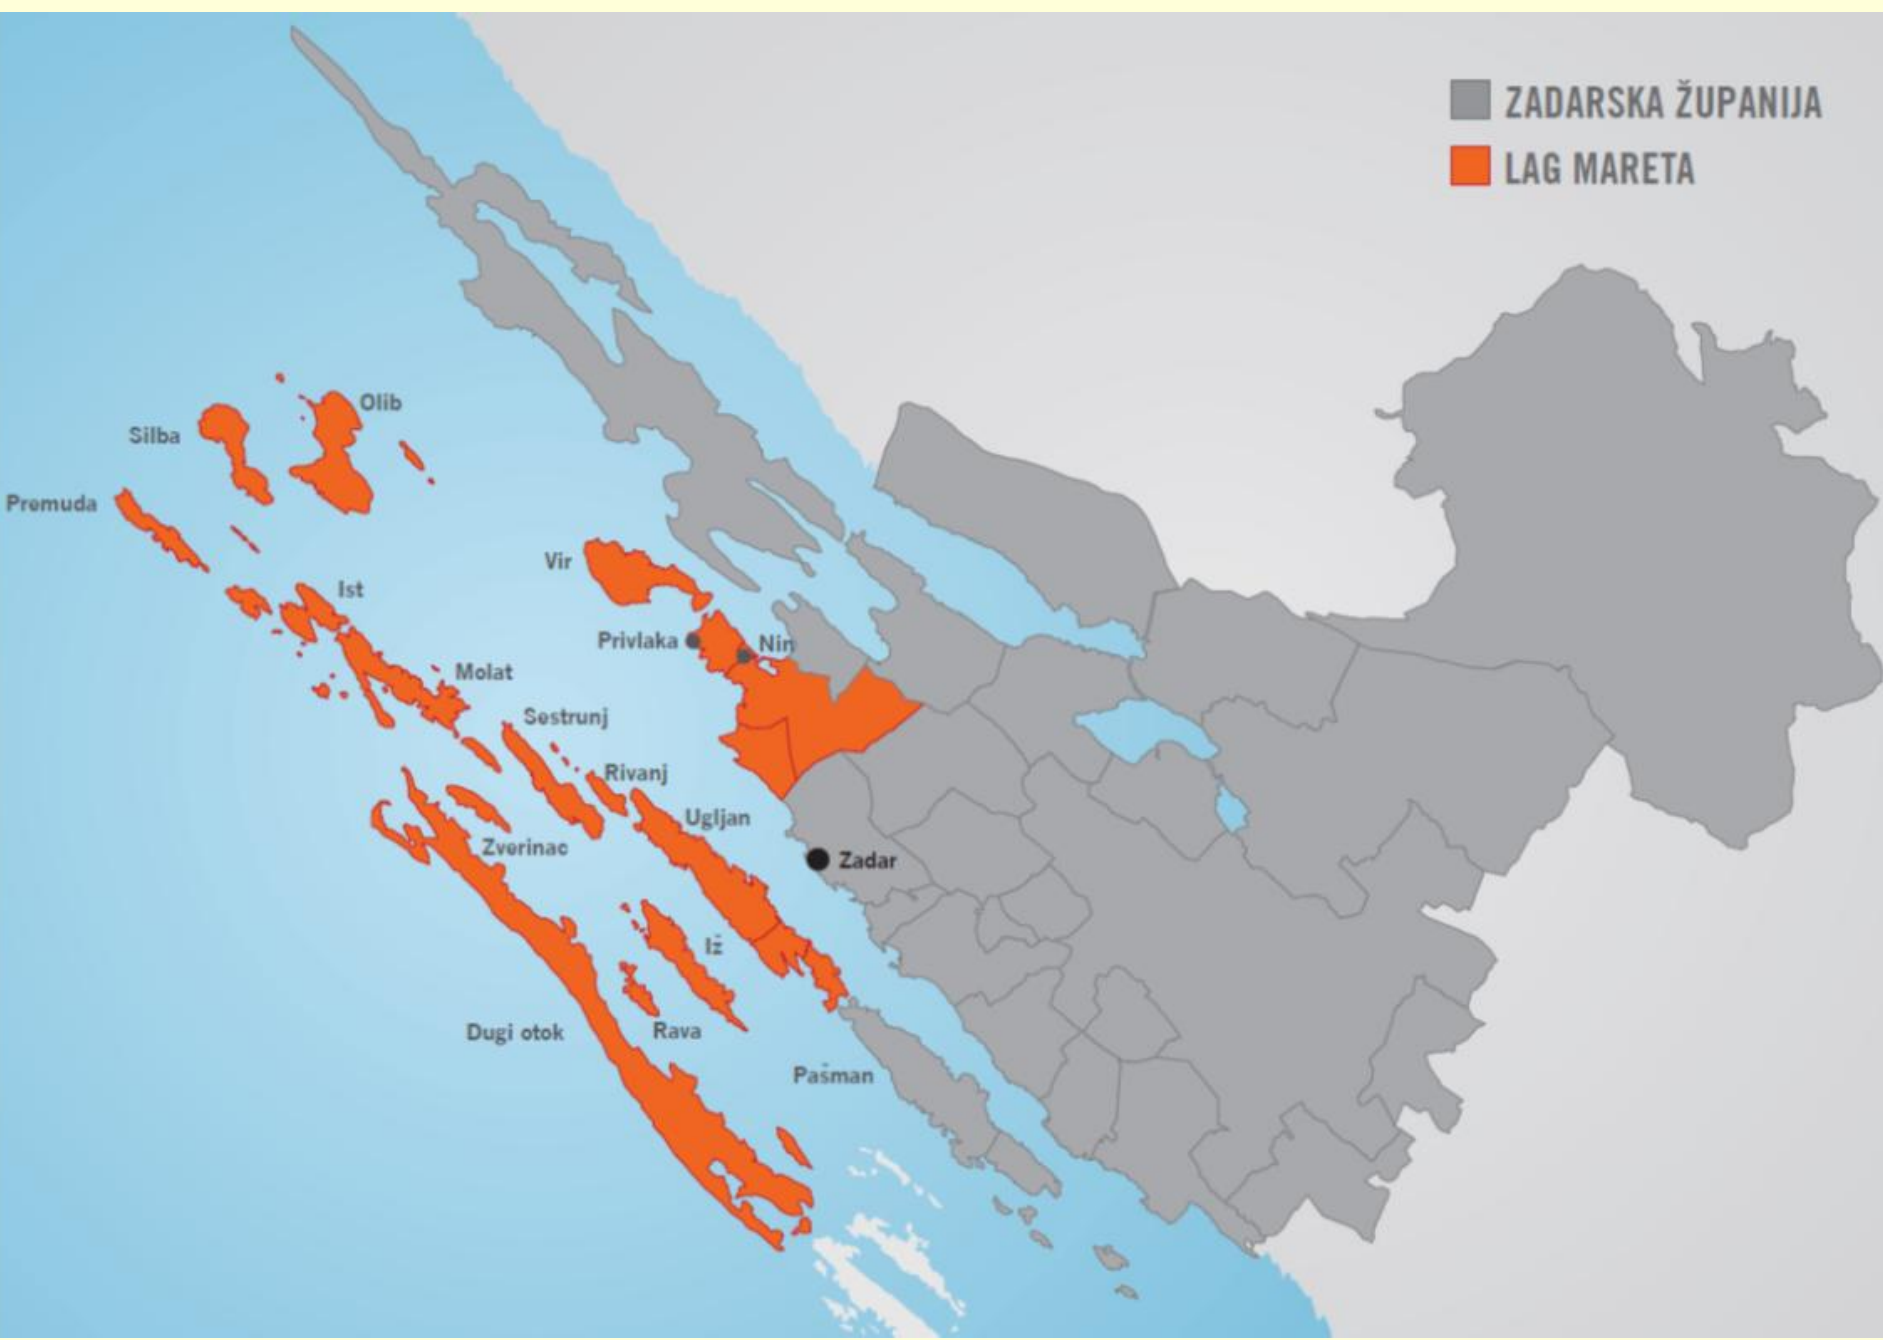 ZADARSKA ŽUPANIJA
LAG MARETA
Olib
Silba
Premuda
Vir
Ist
Privlaka
Nin
Molat
Sestrunj
Rivanj
Ugljan
Zverinac
Zadar
Iž
Rava
Dugi otok
Pašman